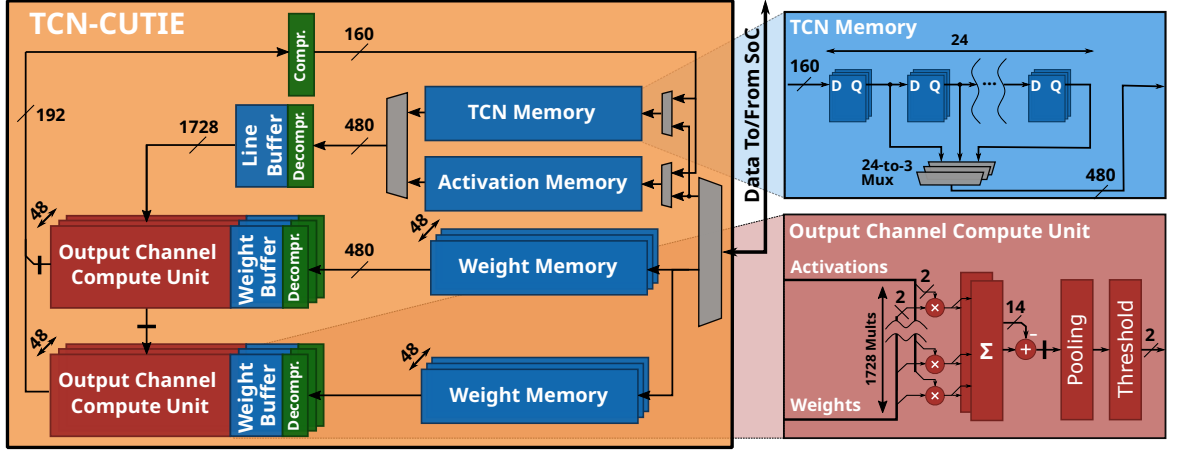 TCN-CUTIE
Compr.
160
192
1728
Line
Buffer
Decompr.
480
TCN Memory
Activation Memory
48
Output Channel
Compute Unit
Weight
Buffer
Decompr.
480
48
Weight Memory
48
Output Channel
Compute Unit
Weight
Buffer
Decompr.
48
Weight Memory
Data To/From SoC
TCN Memory
24
160
D Q
D Q
...
D Q
24-to-3
Mux
480
Output Channel Compute Unit
Activations
2
2
×
1728 Mults
×
×
Weights
Σ
14
−
+
Pooling
Threshold
2